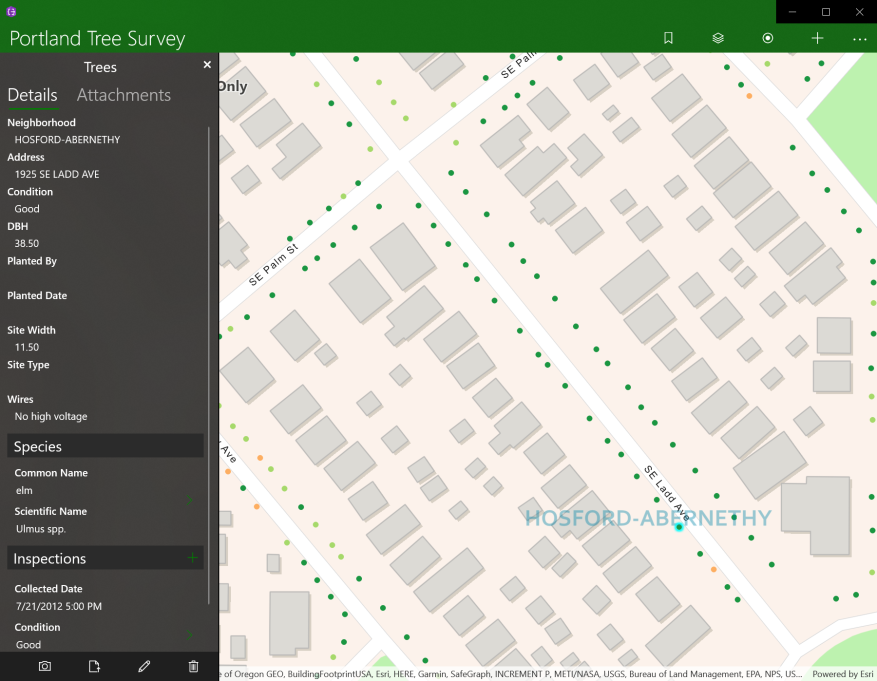 Portland Tree Survey
Trees
Details Attachments
Neighborhood
HOSFORD-ABERNETHY
Address
1925 SE LADD AVE
Condition
Good
DBH
38.50
Planted By
Planted Date
Site Width
11.50
Site Type
Wires
No high voltage
Species
Common Name
elm
Scientific Name
Ulmus spp.
Inspections
Collected Date
7/21/2012 5:00 PM
Condition
Good
Only
SE Palm
SE Palm St
Ave
SE Ladd Ave
HOSFORD-ABERNETHY
e of Oregon GEO, BuildingFootprintUSA, Esri, HERE, Garmin, SafeGraph, INCREMENT P, METI/NASA, USGS, Bureau of Land Management, EPA, NPS, US... Powered by Esri